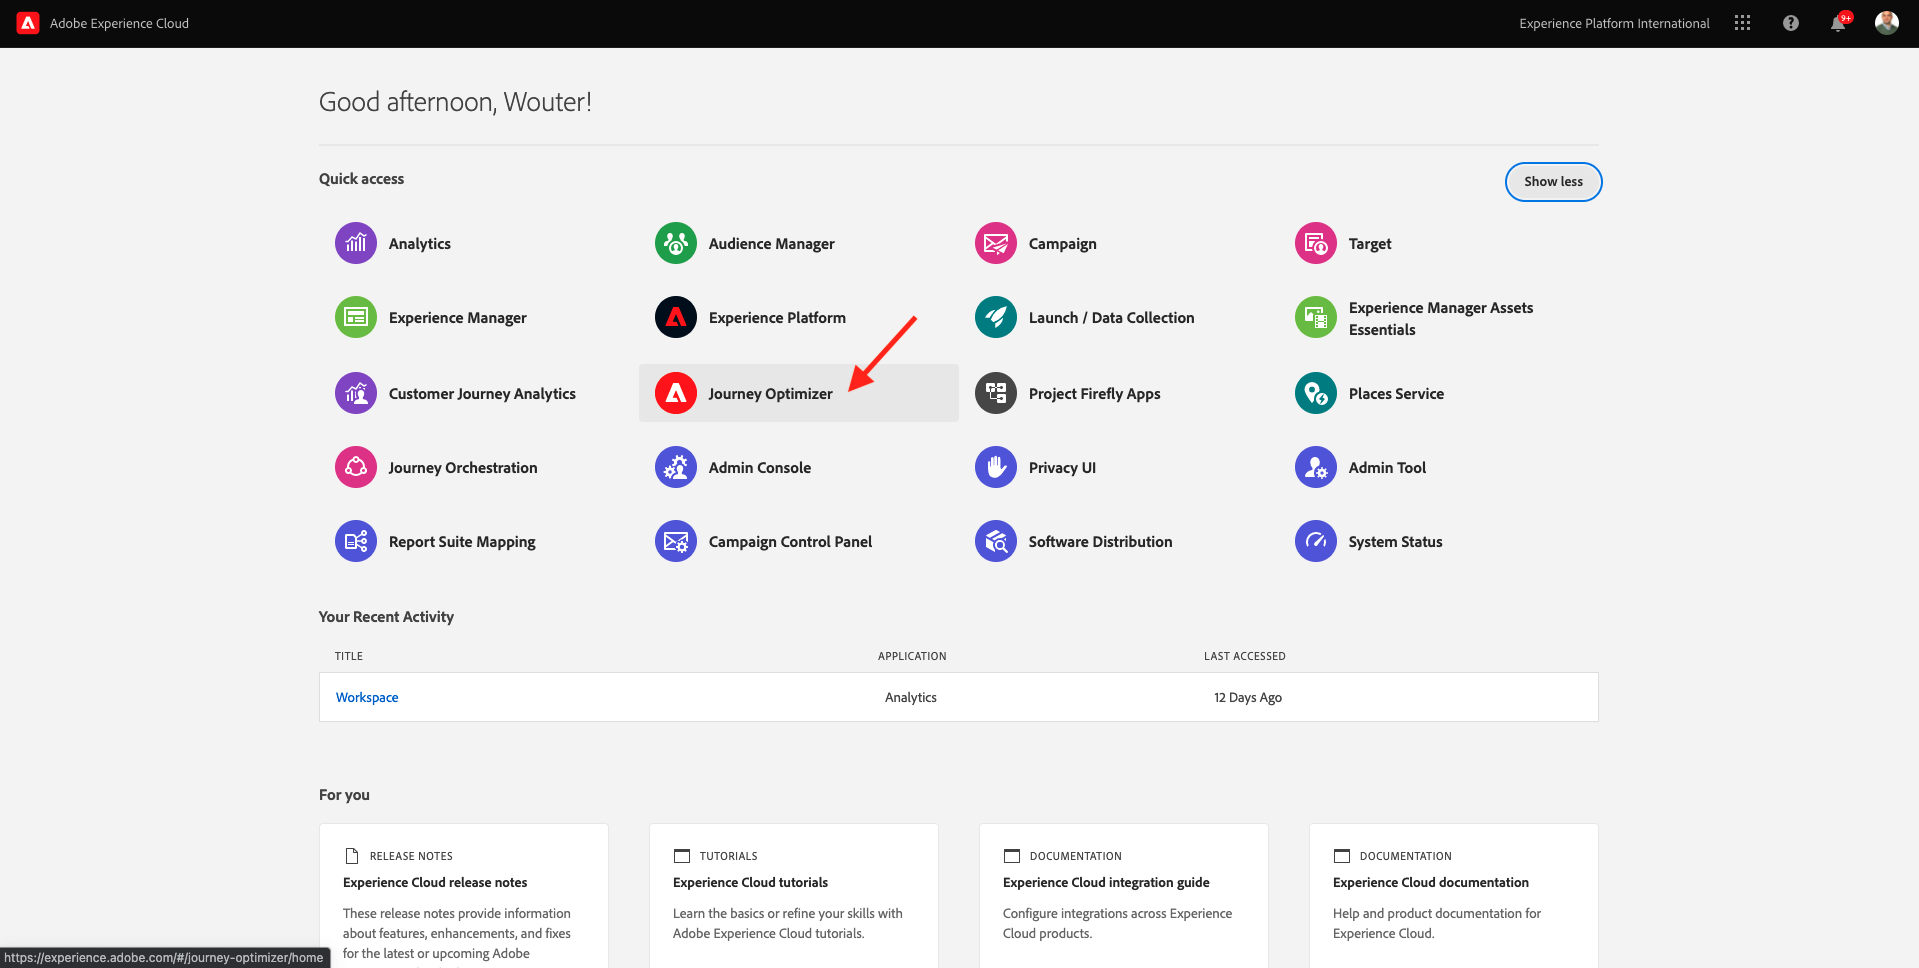 Adobe Experience Cloud
Experience Platform International
9+
Good afternoon, Wouter!
Quick access
Show less
Analytics
Audience Manager
Campaign
Target
Experience Manager
Experience Platform
Launch / Data Collection
Experience Manager Assets
Essentials
Customer Journey Analytics
Journey Optimizer
Project Firefly Apps
Places Service
Journey Orchestration
Admin Console
Privacy UI
Admin Tool
Report Suite Mapping
Campaign Control Panel
Software Distribution
System Status
Your Recent Activity
TITLE
APPLICATION
LAST ACCESSED
Workspace
Analytics
12 Days Ago
For you
RELEASE NOTES
Experience Cloud release notes
These release notes provide information
about features, enhancements, and fixes
for the latest or upcoming Adobe
TUTORIALS
Experience Cloud tutorials
Learn the basics or refine your skills with
Adobe Experience Cloud tutorials.
DOCUMENTATION
Experience Cloud integration guide
Configure integrations across Experience
Cloud products.
DOCUMENTATION
Experience Cloud documentation
Help and product documentation for
Experience Cloud.
https://experience.adobe.com/#/journey-optimizer/home